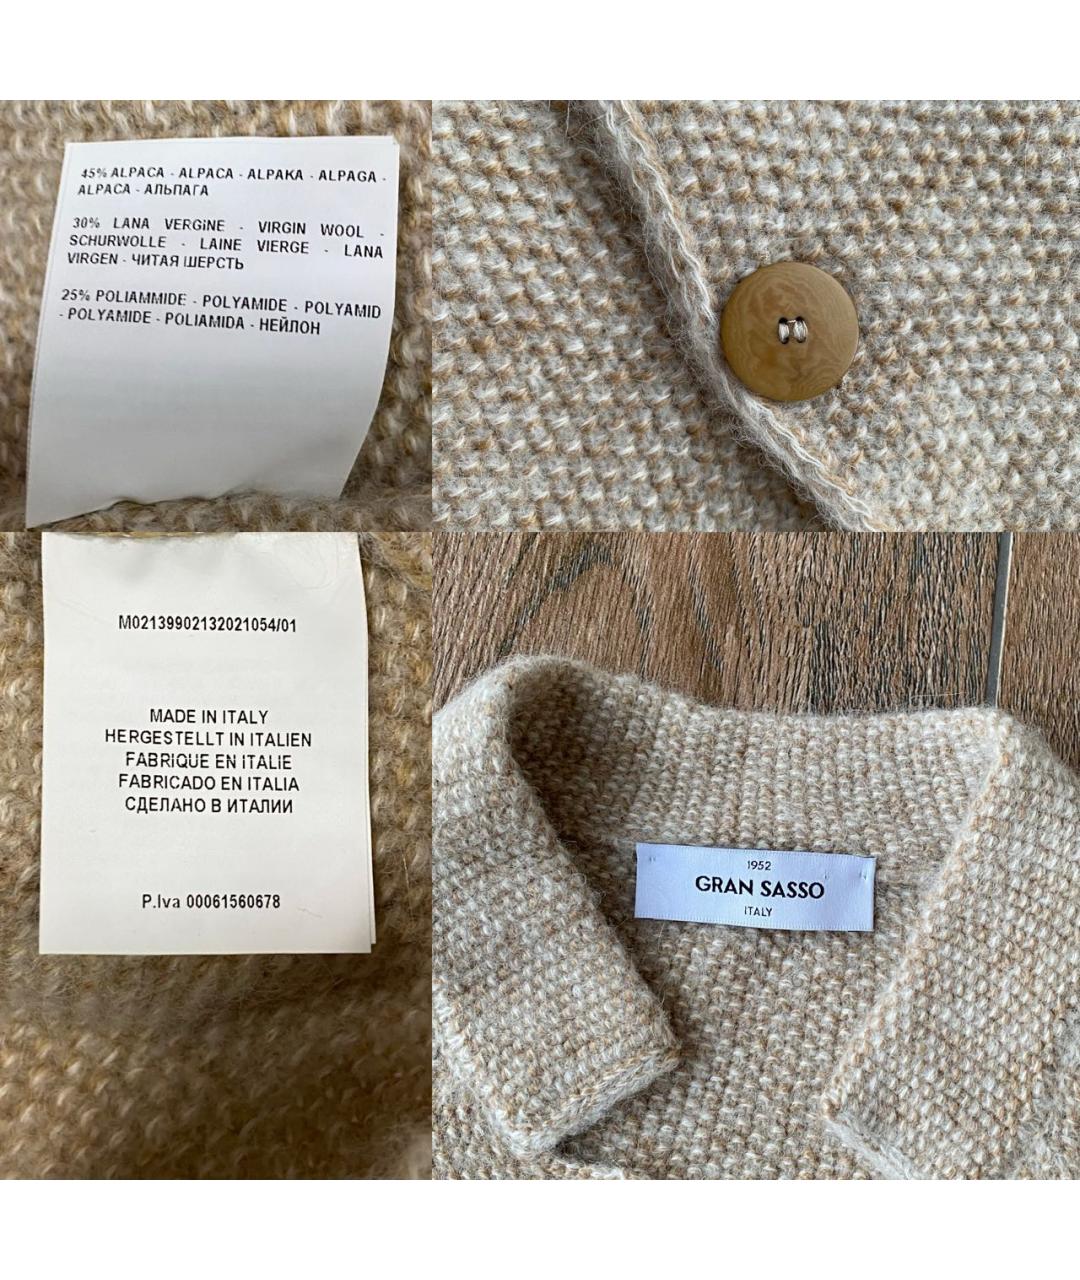 45% ALPACA - ALPACA - ALPAKA - ALPAGA -
ALPACA - АЛЬПАГА
30% LANA VERGINE - VIRGIN WOOL -
SCHURWOLLE - LAINE VIERGE - LANA
VIRGEN - ЧИТАЯ ШЕРСТЬ
25% POLIAMMIDE - POLYAMIDE - POLYAMID
- POLYAMIDE - POLIAMIDA - НЕЙЛОН
M02139902132021054/01
MADE IN ITALY
HERGESTELLT IN ITALIEN
FABRIQUE EN ITALIE
FABRICADO EN ITALIA
СДЕЛАНО В ИТАЛИИ
P.Iva 00061560678
1952
GRAN SASSO
ITALY